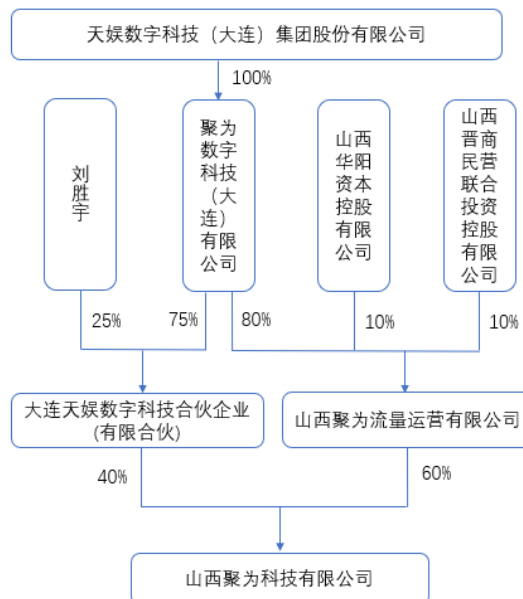 天娱数字科技（大连）集团股份有限公司
100%
刘
胜
宇
聚为
数字
科技
（大
连）
有限
公司
山西
华阳
资本
控股
有限
公司
山西
晋商
民营
联合
投资
控股
有限
公司
25%
75%
80%
10%
10%
大连天娱数字科技合伙企业
(有限合伙)
山西聚为流量运营有限公司
40%
60%
山西聚为科技有限公司